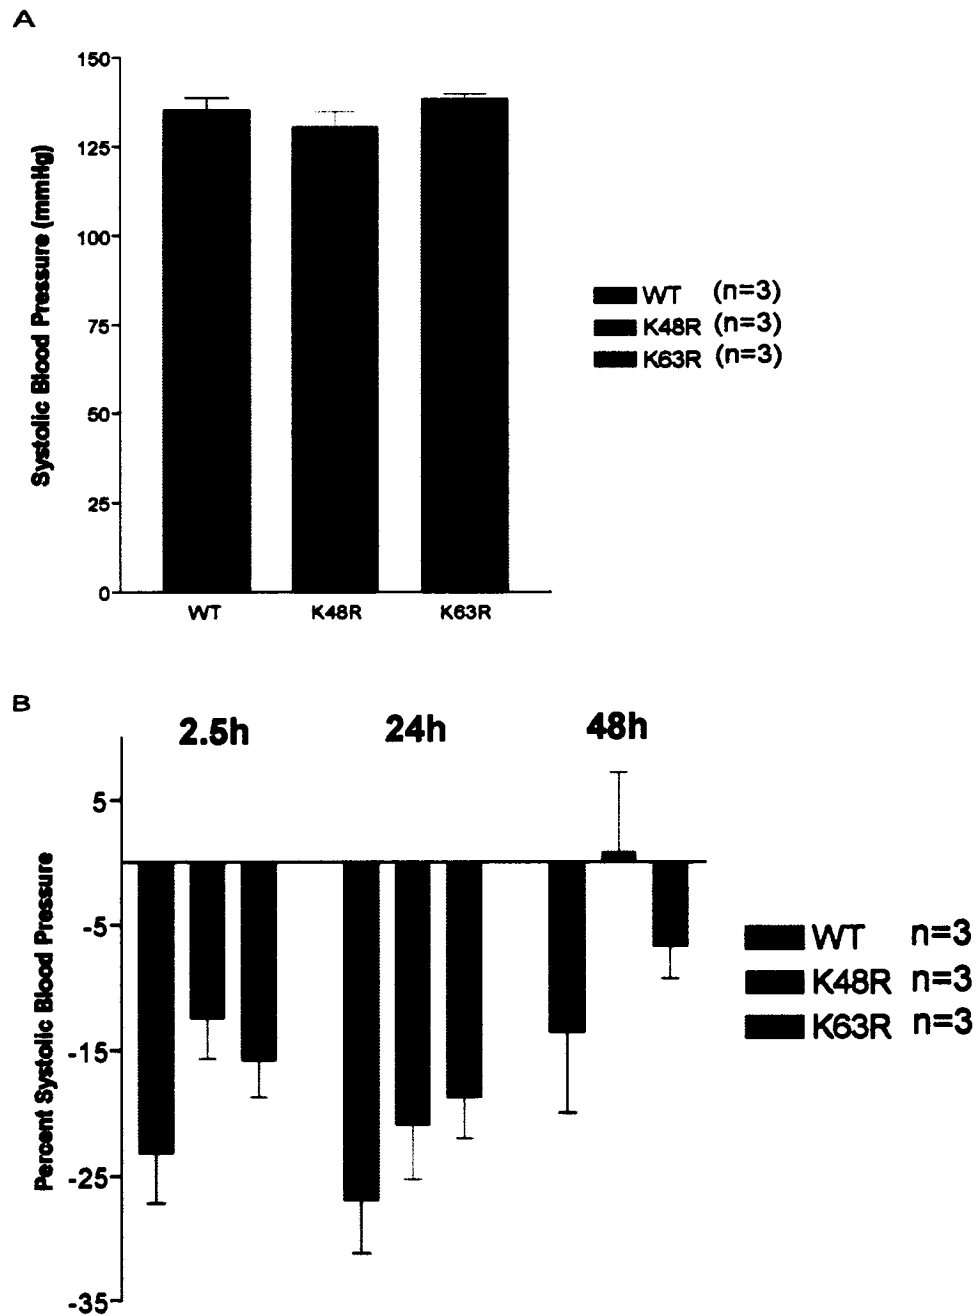 A
150
125
100
75
50
25
0
Systolic Blood Pressure (mmHg)
WT K48R K63R
WT (n=3)
K48R (n=3)
K63R (n=3)
B
2.5h 24h 48h
5
-5
-15
-25
-35
Percent Systolic Blood Pressure
WT n=3
K48R n=3
K63R n=3